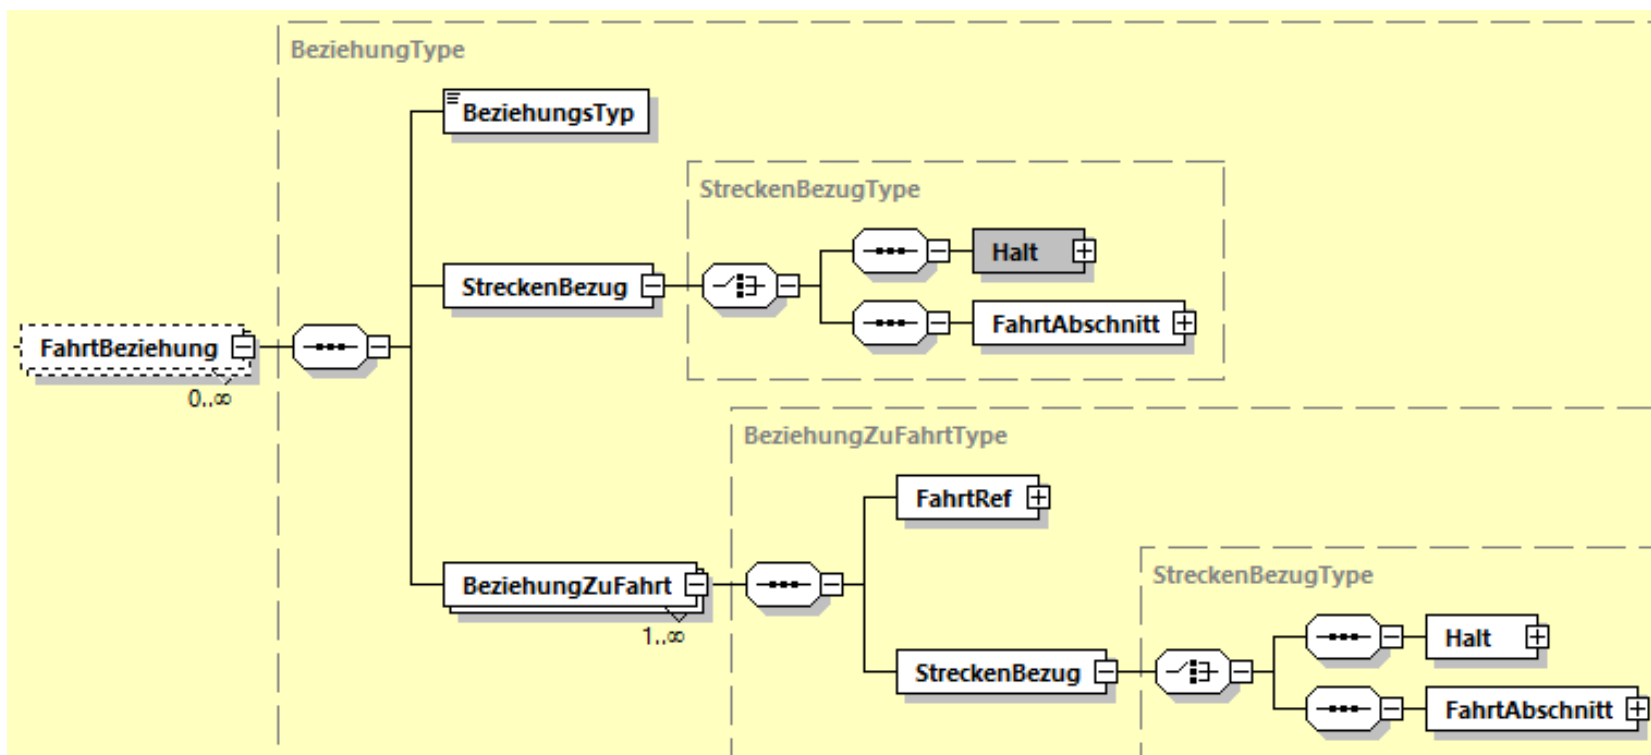 BeziehungType
BeziehungsTyp
StreckenBezugType
Halt
StreckenBezug
FahrtAbschnitt
FahrtBeziehung
0..∞
BeziehungZuFahrtType
FahrtRef
BeziehungZuFahrt
1..∞
StreckenBezugType
Halt
StreckenBezug
FahrtAbschnitt